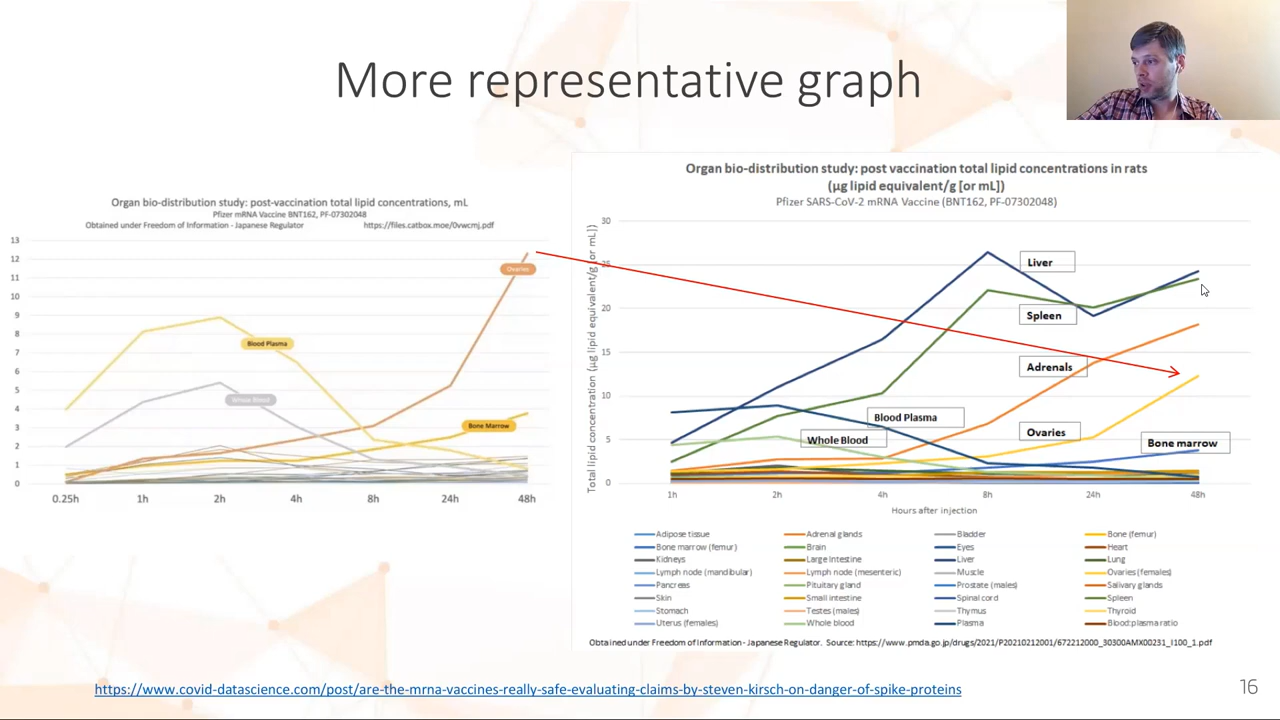 More representative graph
Organ bio-distribution study: post-vaccination total lipid concentrations, mL
Pfizer mRNA Vaccine BNT162, PF-07302048
Obtained under Freedom of Information - Japanese Regulator https://files.catbox.moe/0vwcmj.pdf
13
12
11
10
9
8
7
6
5
4
3
2
1
0
Ovaries
Blood Plasma
Whole Blood
Bone Marrow
0.25h 1h 2h 4h 8h 24h 48h
Organ bio-distribution study: post vaccination total lipid concentrations in rats
(µg lipid equivalent/g [or mL])
Pfizer SARS-CoV-2 mRNA Vaccine (BNT162, PF-07302048)
Total lipid concentration (µg lipid equivalent/g [or mL])
30
25
20
15
10
5
0
Liver
Spleen
Adrenals
Blood Plasma
Ovaries
Whole Blood
Bone marrow
1h 2h 4h 8h 24h 48h
Hours after injection
Adipose tissue Adrenal glands Bladder Bone (femur)
Bone marrow (femur) Brain Eyes Heart
Kidneys Large Intestine Liver Lung
Lymph node (mandibular) Lymph node (mesenteric) Muscle Ovaries (females)
Pancreas Pituitary gland Prostate (males) Salivary glands
Skin Small intestine Spinal cord Spleen
Stomach Testes (males) Thymus Thyroid
Uterus (females) Whole blood Plasma Blood:plasma ratio
Obtained under Freedom of Information - Japanese Regulator. Source: https://www.pmda.go.jp/drugs/2021/P20210212001/672212000_30300AMX00231_I100_1.pdf
https://www.covid-datascience.com/post/are-the-mrna-vaccines-really-safe-evaluating-claims-by-steven-kirsch-on-danger-of-spike-proteins
16